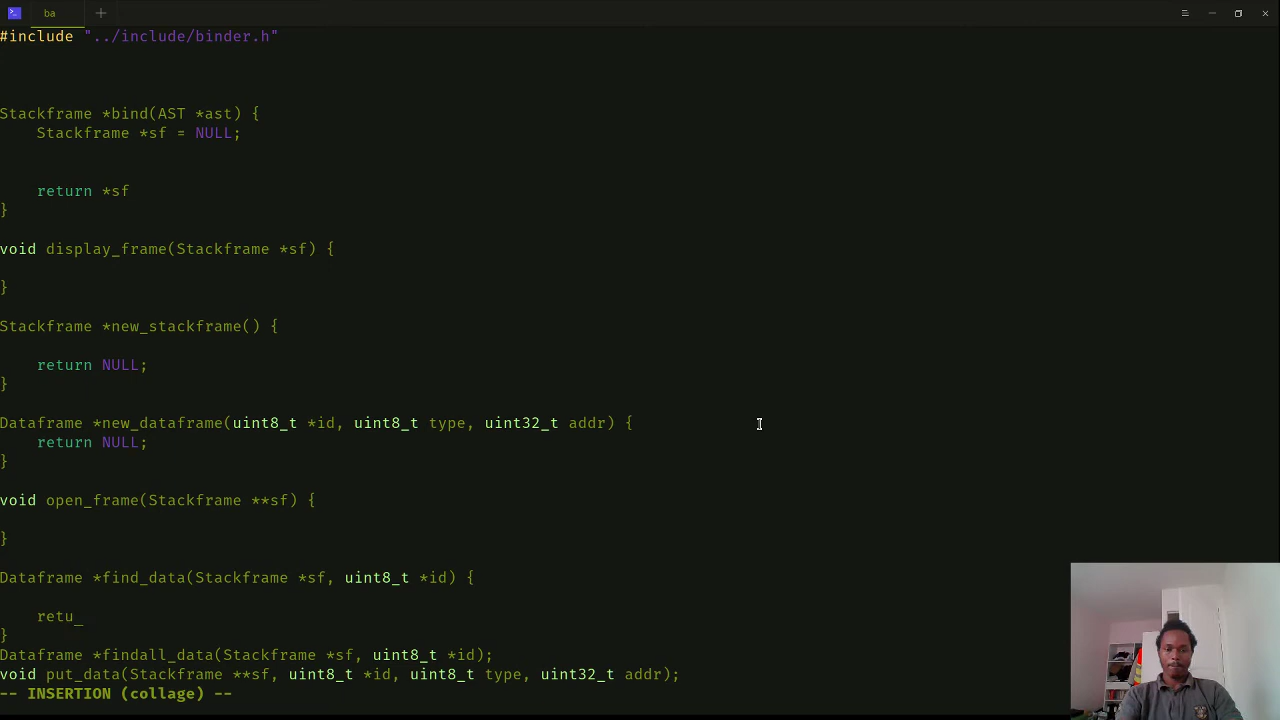 ba
#include "../include/binder.h"
Stackframe *bind(AST *ast) {
    Stackframe *sf = NULL;
    return *sf
}
void display_frame(Stackframe *sf) {
}
Stackframe *new_stackframe() {
    return NULL;
}
Dataframe *new_dataframe(uint8_t *id, uint8_t type, uint32_t addr) {
    return NULL;
}
void open_frame(Stackframe **sf) {
}
Dataframe *find_data(Stackframe *sf, uint8_t *id) {
    retu_
}
Dataframe *findall_data(Stackframe *sf, uint8_t *id);
void put_data(Stackframe **sf, uint8_t *id, uint8_t type, uint32_t addr);
-- INSERTION (collage) --